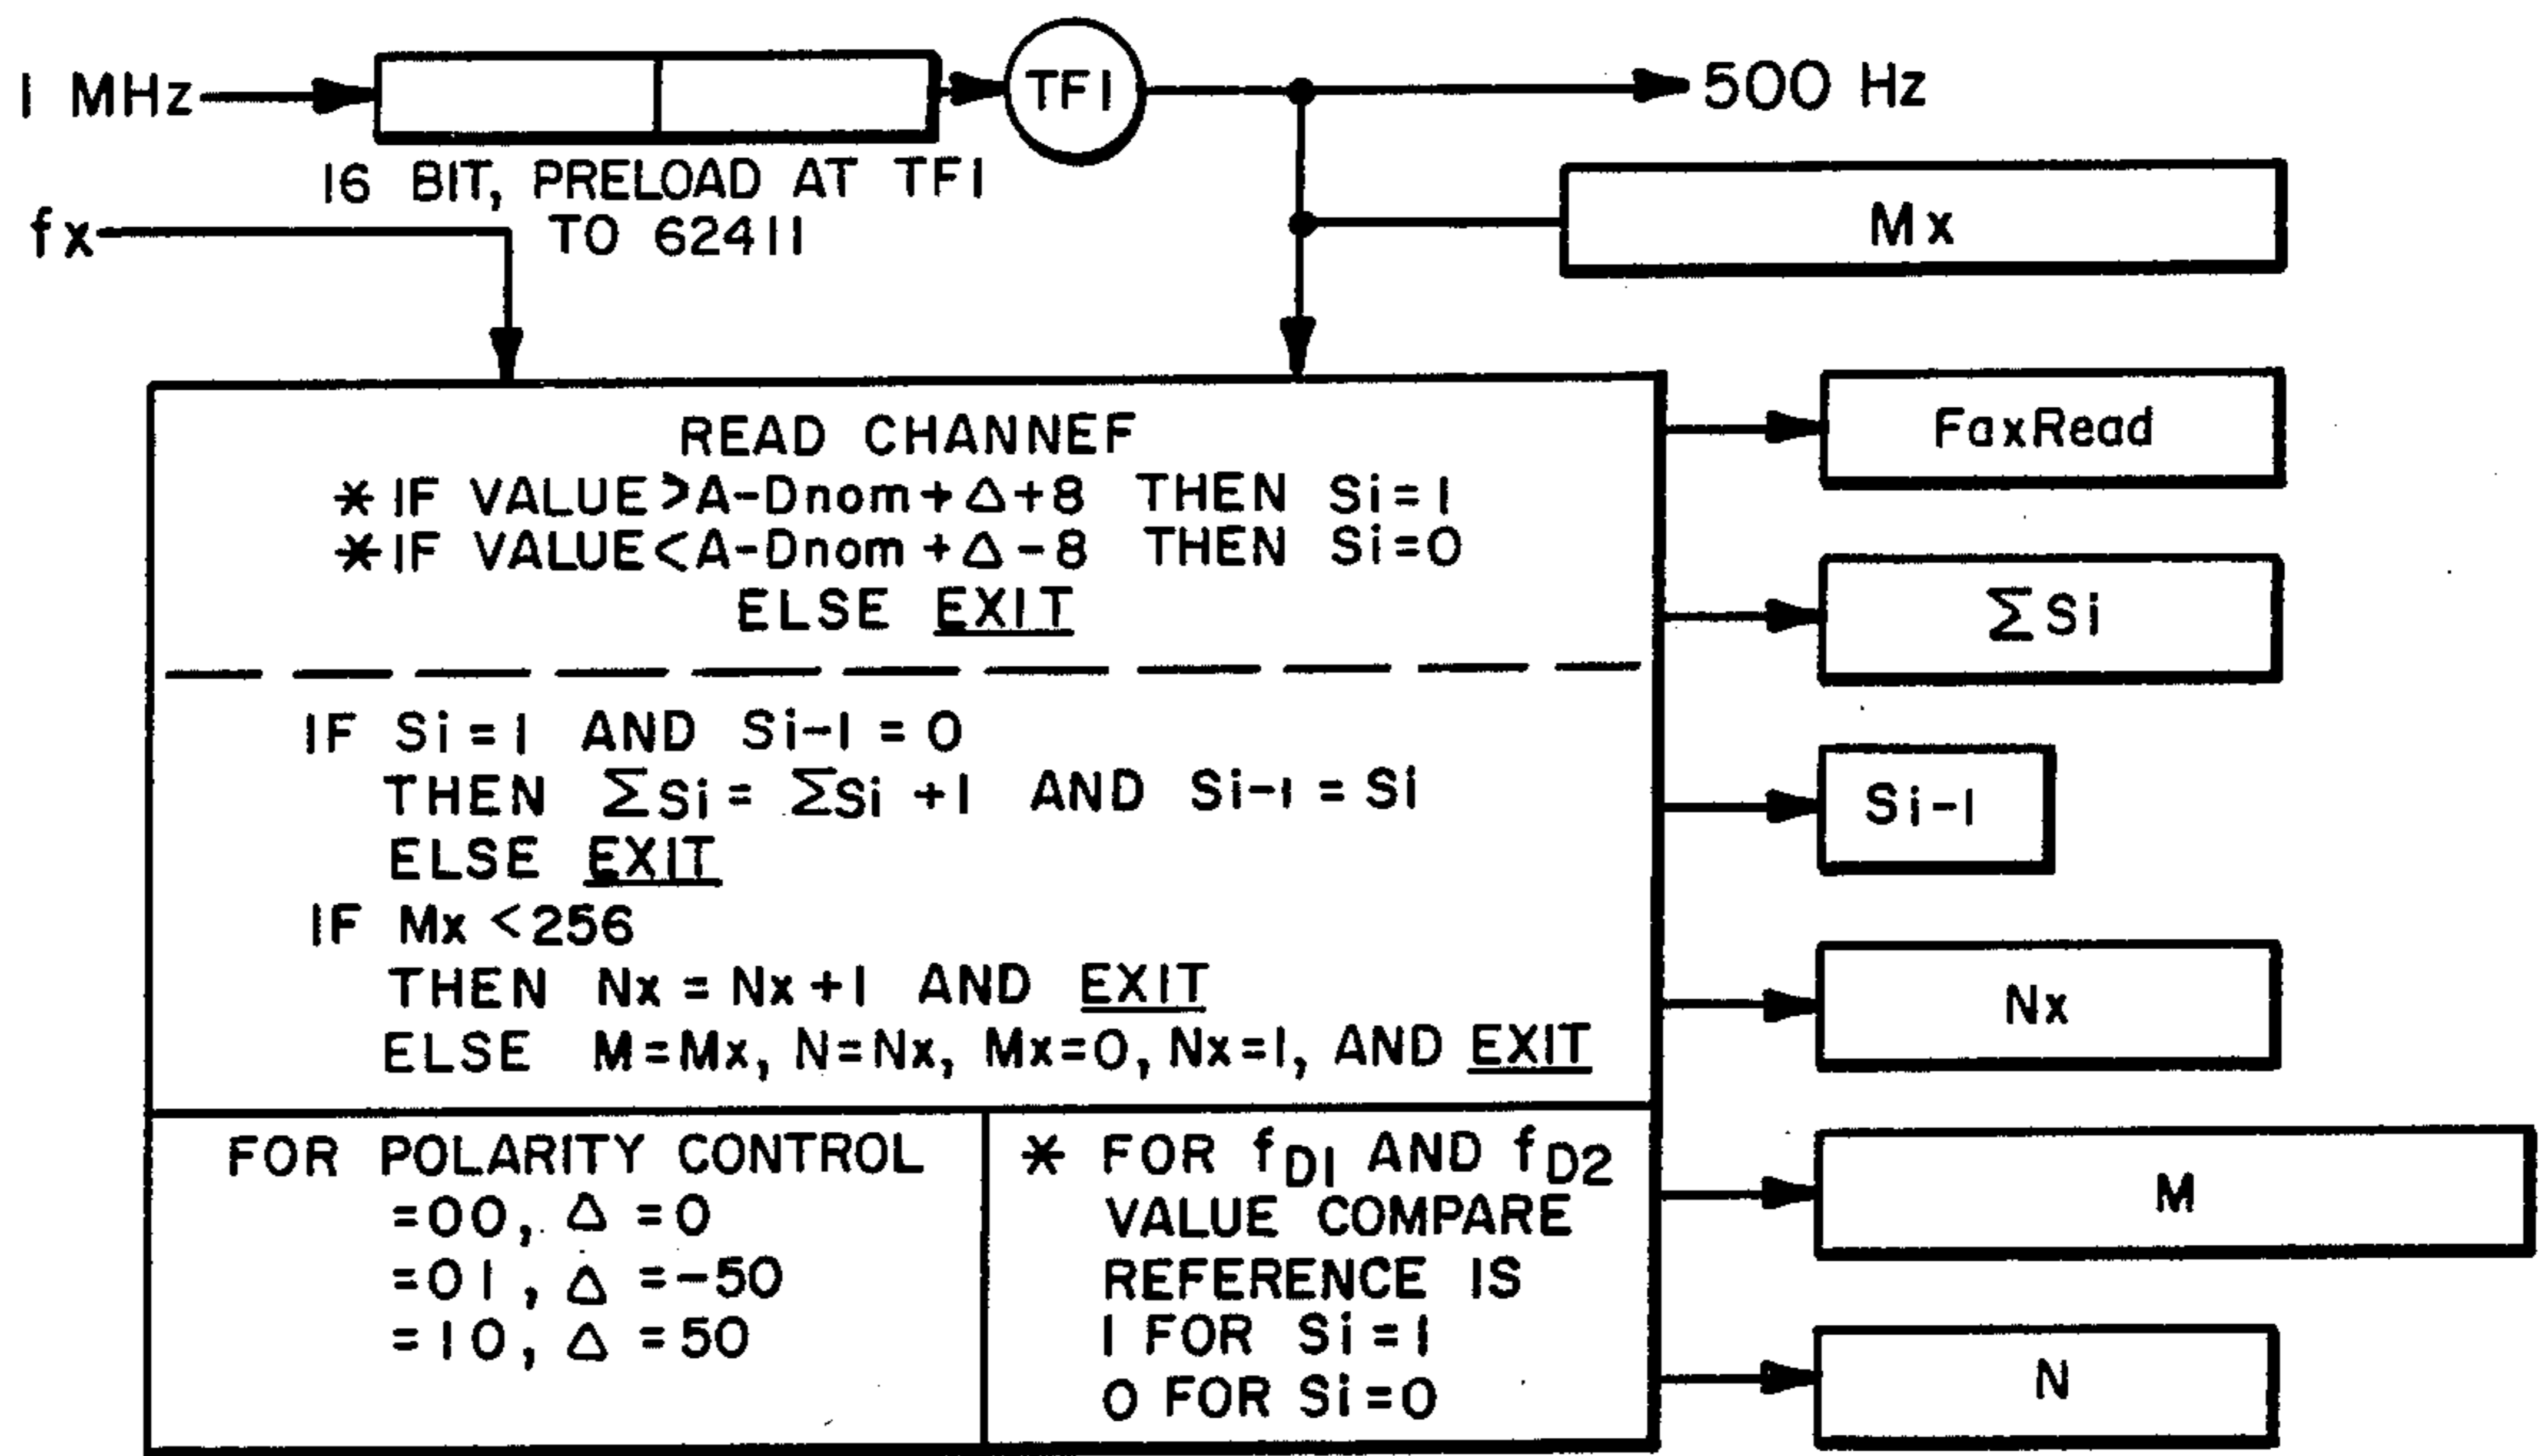 1 MHz
TF1
500 Hz
16 BIT, PRELOAD AT TF1
TO 62411
fx
Mx
READ CHANNEF
* IF VALUE > A-Dnom + Δ + 8 THEN Si = 1
* IF VALUE < A-Dnom + Δ - 8 THEN Si = 0
ELSE EXIT
IF Si = 1 AND Si-1 = 0
THEN ΣSi = ΣSi + 1 AND Si-1 = Si
ELSE EXIT
IF Mx < 256
THEN Nx = Nx + 1 AND EXIT
ELSE M = Mx, N = Nx, Mx = 0, Nx = 1, AND EXIT
FOR POLARITY CONTROL
= 00, Δ = 0
= 01, Δ = -50
= 10, Δ = 50
* FOR fD1 AND fD2
VALUE COMPARE
REFERENCE IS
1 FOR Si = 1
0 FOR Si = 0
FaxRead
ΣSi
Si-1
Nx
M
N